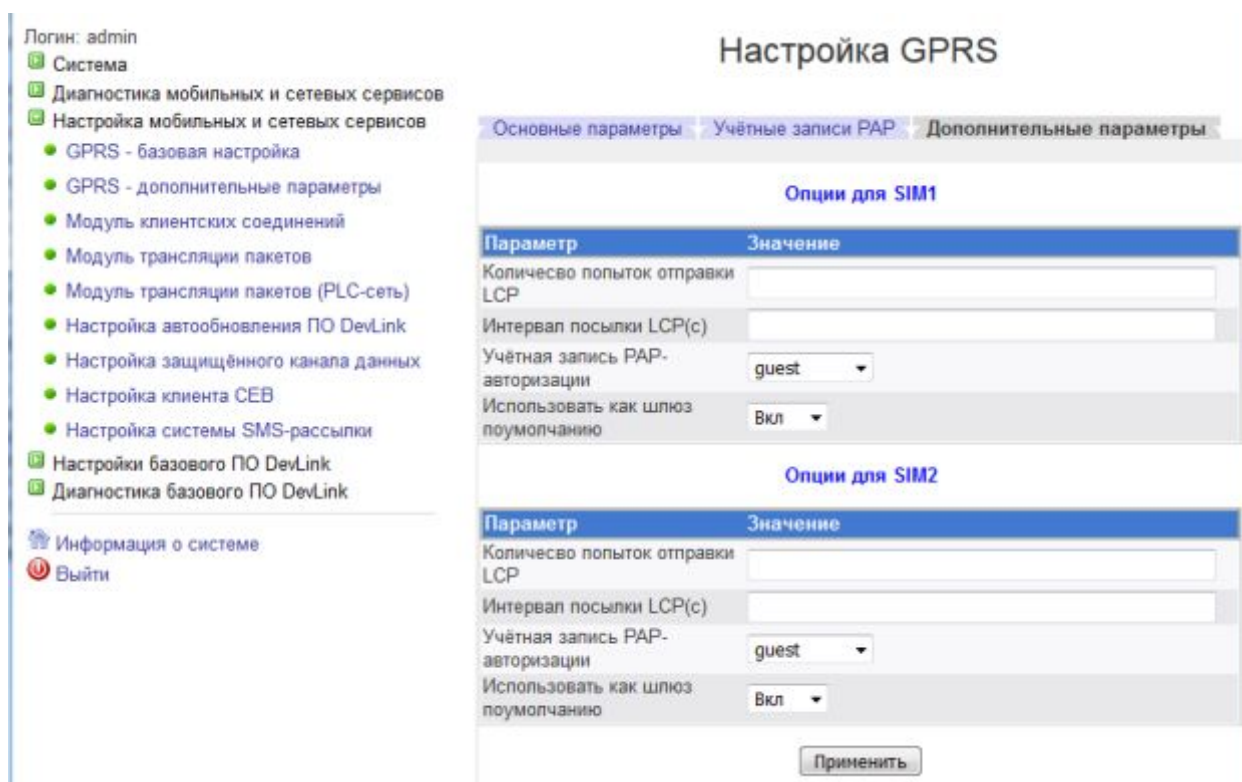 Логин: admin
Система
Диагностика мобильных и сетевых сервисов
Настройка мобильных и сетевых сервисов
GPRS - базовая настройка
GPRS - дополнительные параметры
Модуль клиентских соединений
Модуль трансляции пакетов
Модуль трансляции пакетов (PLC-сеть)
Настройка автообновления ПО DevLink
Настройка защищённого канала данных
Настройка клиента СЕВ
Настройка системы SMS-рассылки
Настройки базового ПО DevLink
Диагностика базового ПО DevLink
Информация о системе
Выйти
Настройка GPRS
Основные параметры Учётные записи PAP Дополнительные параметры
Опции для SIM1
Параметр Значение
Количесво попыток отправки
LCP
Интервал посылки LCP(с)
Учётная запись PAP-
авторизации
guest
Использовать как шлюз
поумолчанию
Вкл
Опции для SIM2
Параметр Значение
Количесво попыток отправки
LCP
Интервал посылки LCP(с)
Учётная запись PAP-
авторизации
guest
Использовать как шлюз
поумолчанию
Вкл
Применить